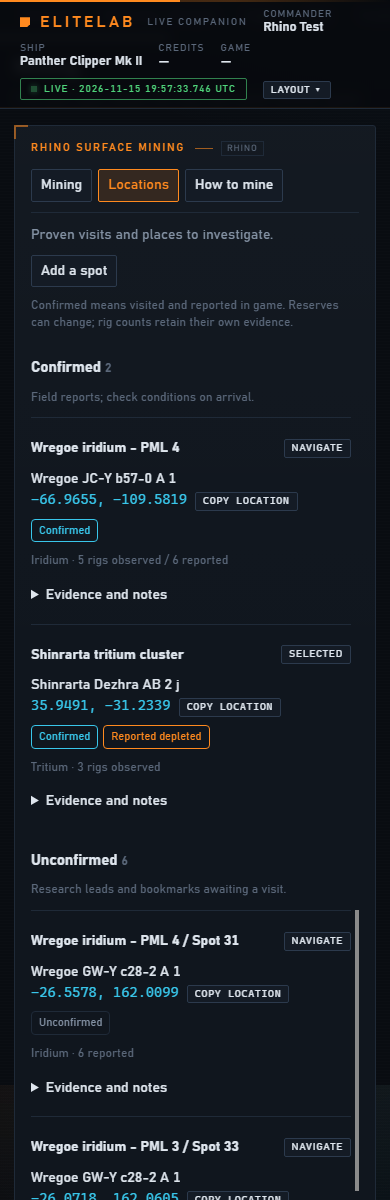 ELITELAB LIVE COMPANION
COMMANDER
Rhino Test
SHIP CREDITS GAME
Panther Clipper Mk II — —
LIVE · 2026-11-15 19:57:33.746 UTC LAYOUT ▾
RHINO SURFACE MINING RHINO
Mining Locations How to mine
Proven visits and places to investigate.
Add a spot
Confirmed means visited and reported in game. Reserves
can change; rig counts retain their own evidence.
Confirmed 2
Field reports; check conditions on arrival.
Wregoe iridium – PML 4 NAVIGATE
Wregoe JC-Y b57-0 A 1
−66.9655, −109.5819 COPY LOCATION
Confirmed
Iridium · 5 rigs observed / 6 reported
▶ Evidence and notes
Shinrarta tritium cluster SELECTED
Shinrarta Dezhra AB 2 j
35.9491, −31.2339 COPY LOCATION
Confirmed Reported depleted
Tritium · 3 rigs observed
▶ Evidence and notes
Unconfirmed 6
Research leads and bookmarks awaiting a visit.
Wregoe iridium – PML 4 / Spot 31 NAVIGATE
Wregoe GW-Y c28-2 A 1
−26.5578, 162.0099 COPY LOCATION
Unconfirmed
Iridium · 6 reported
▶ Evidence and notes
Wregoe iridium – PML 3 / Spot 33 NAVIGATE
Wregoe GW-Y c28-2 A 1
−26.0718, 162.0605 COPY LOCATION